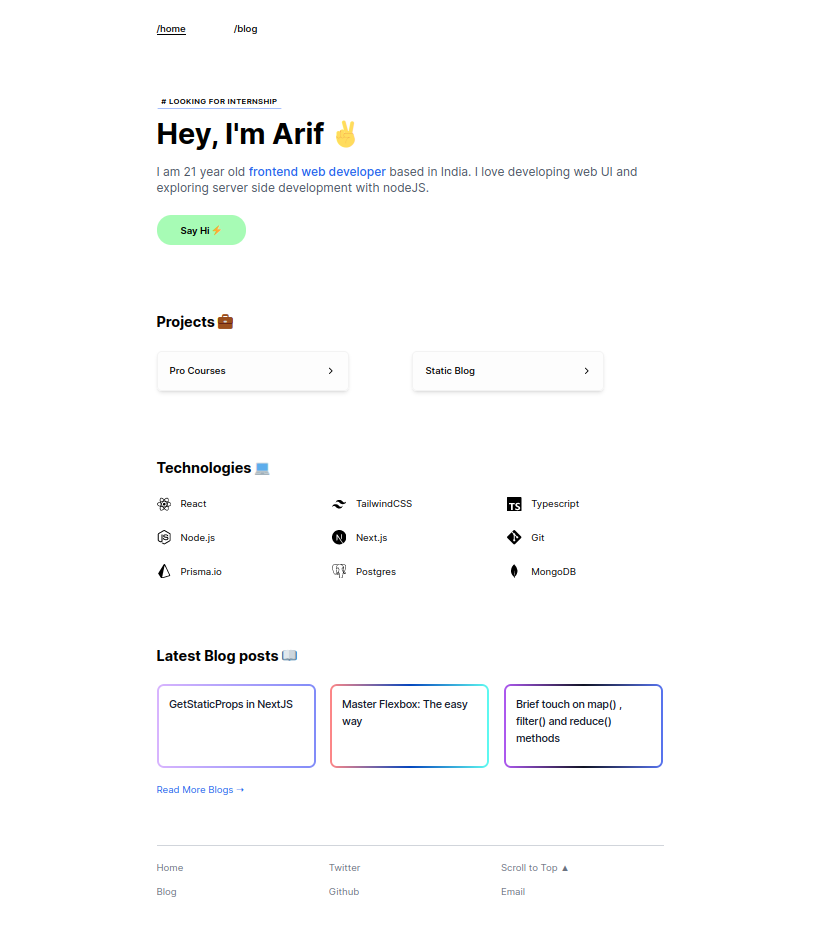 /home /blog
# LOOKING FOR INTERNSHIP
Hey, I'm Arif ✌
I am 21 year old frontend web developer based in India. I love developing web UI and
exploring server side development with nodeJS.
Say Hi ⚡
Projects 💼
Pro Courses Static Blog
Technologies 💻
React TailwindCSS TS Typescript
Node.js Next.js Git
Prisma.io Postgres MongoDB
Latest Blog posts 📖
GetStaticProps in NextJS
Master Flexbox: The easy
way
Brief touch on map() ,
filter() and reduce()
methods
Read More Blogs ➝
Home Twitter Scroll to Top ▲
Blog Github Email